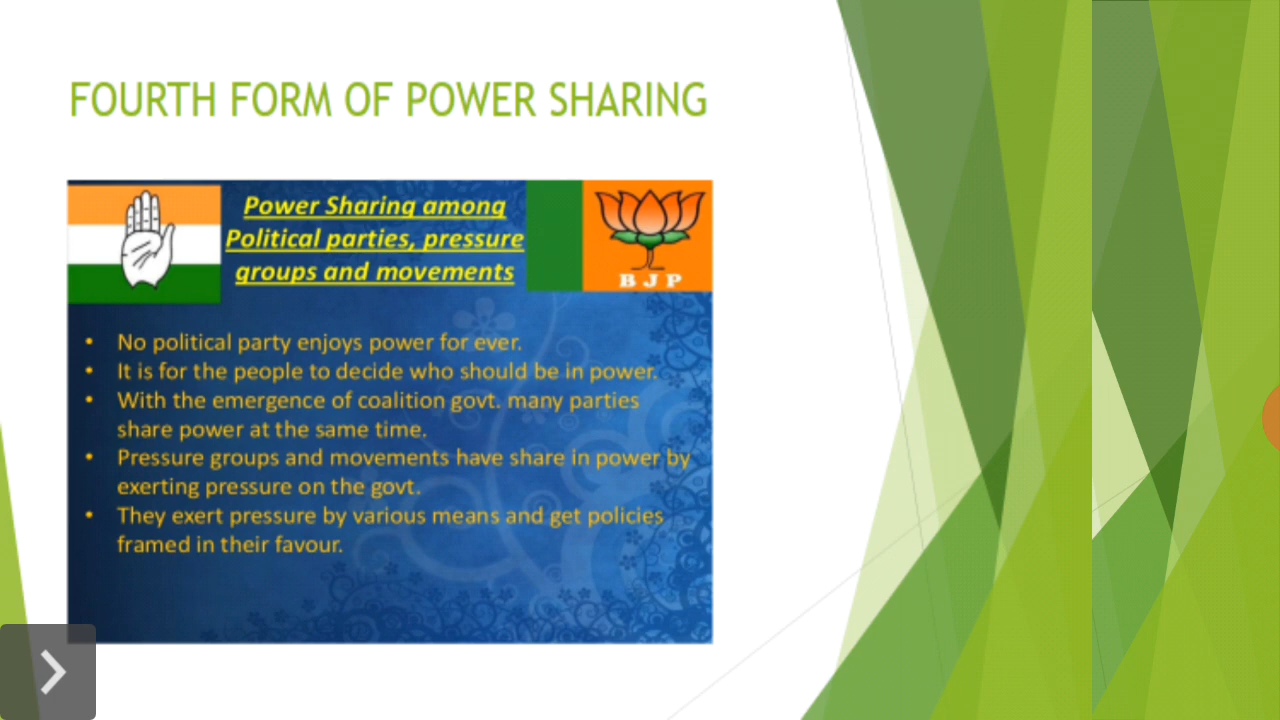 FOURTH FORM OF POWER SHARING
Power Sharing among
Political parties, pressure
groups and movements
B J P
• No political party enjoys power for ever.
• It is for the people to decide who should be in power.
• With the emergence of coalition govt. many parties
share power at the same time.
• Pressure groups and movements have share in power by
exerting pressure on the govt.
• They exert pressure by various means and get policies
framed in their favour.